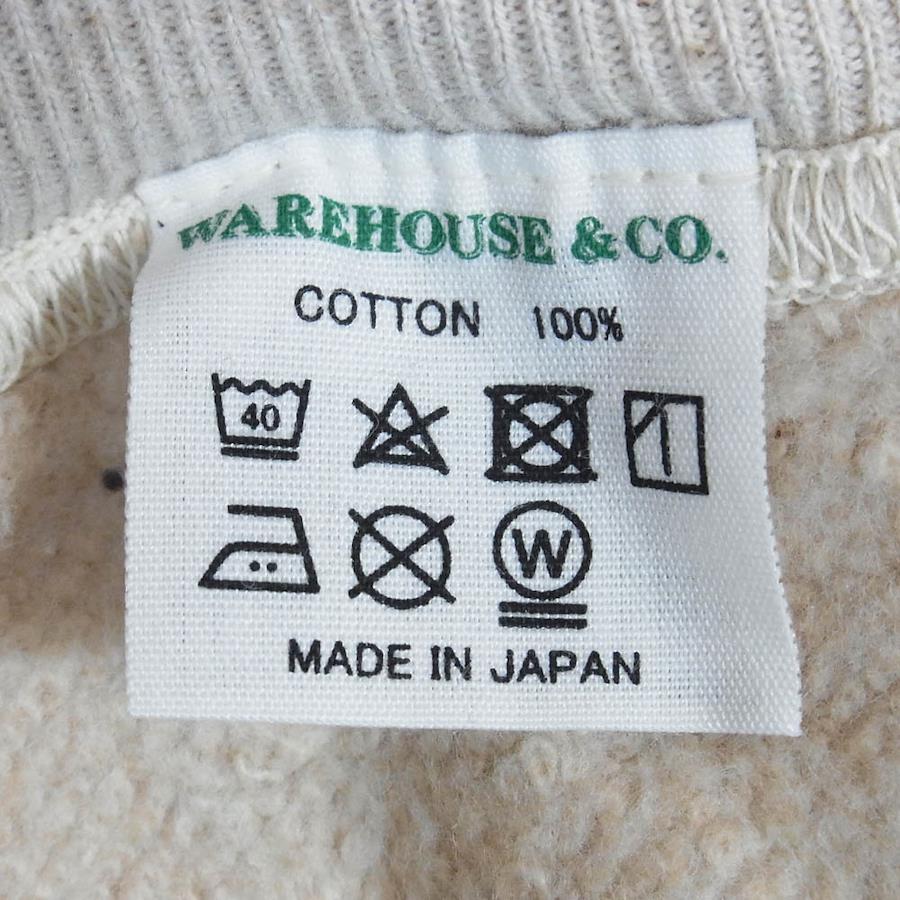 WAREHOUSE & CO.
COTTON 100%
40
W
MADE IN JAPAN